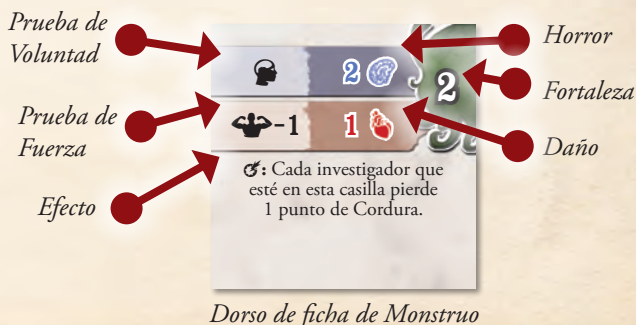 Prueba de
Voluntad
Horror
2
2
Fortaleza
Prueba de
Fuerza
-1
1
Daño
Efecto
: Cada investigador que
esté en esta casilla pierde
1 punto de Cordura.
Dorso de ficha de Monstruo